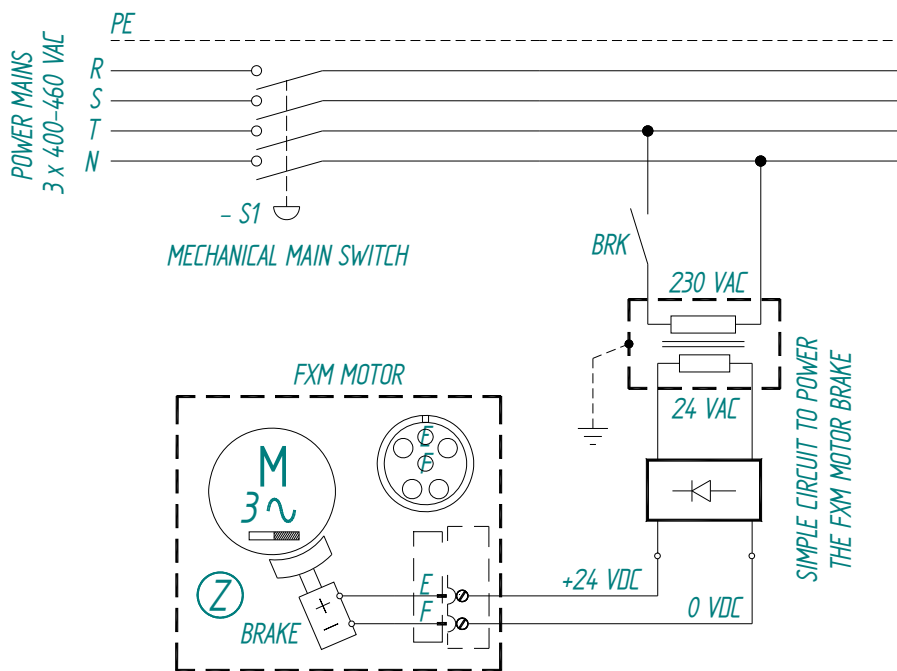 PE
POWER MAINS
3 x 400-460 VAC
R
S
T
N
- S1
MECHANICAL MAIN SWITCH
BRK
230 VAC
24 VAC
SIMPLE CIRCUIT TO POWER
THE FXM MOTOR BRAKE
FXM MOTOR
M
3∿
E
F
Z
+
-
BRAKE
E
F
+24 VDC
0 VDC